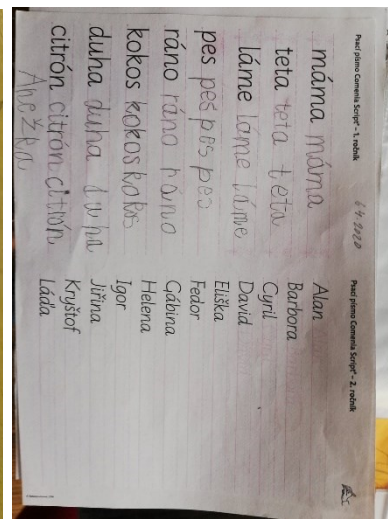 Psací písmo Comenia Script® – 1. ročník
6 4 2020
máma máma
teta teta teta
láme láme láme
pes pes pes pes
ráno ráno ráno
kokos kokos kokos
duha duha duha
citrón citrón citrón
Anežka
Psací písmo Comenia Script® – 2. ročník
Alan
Barbora
Cyril
David
Eliška
Fedor
Gábina
Helena
Igor
Jiřina
Kryštof
Láďa